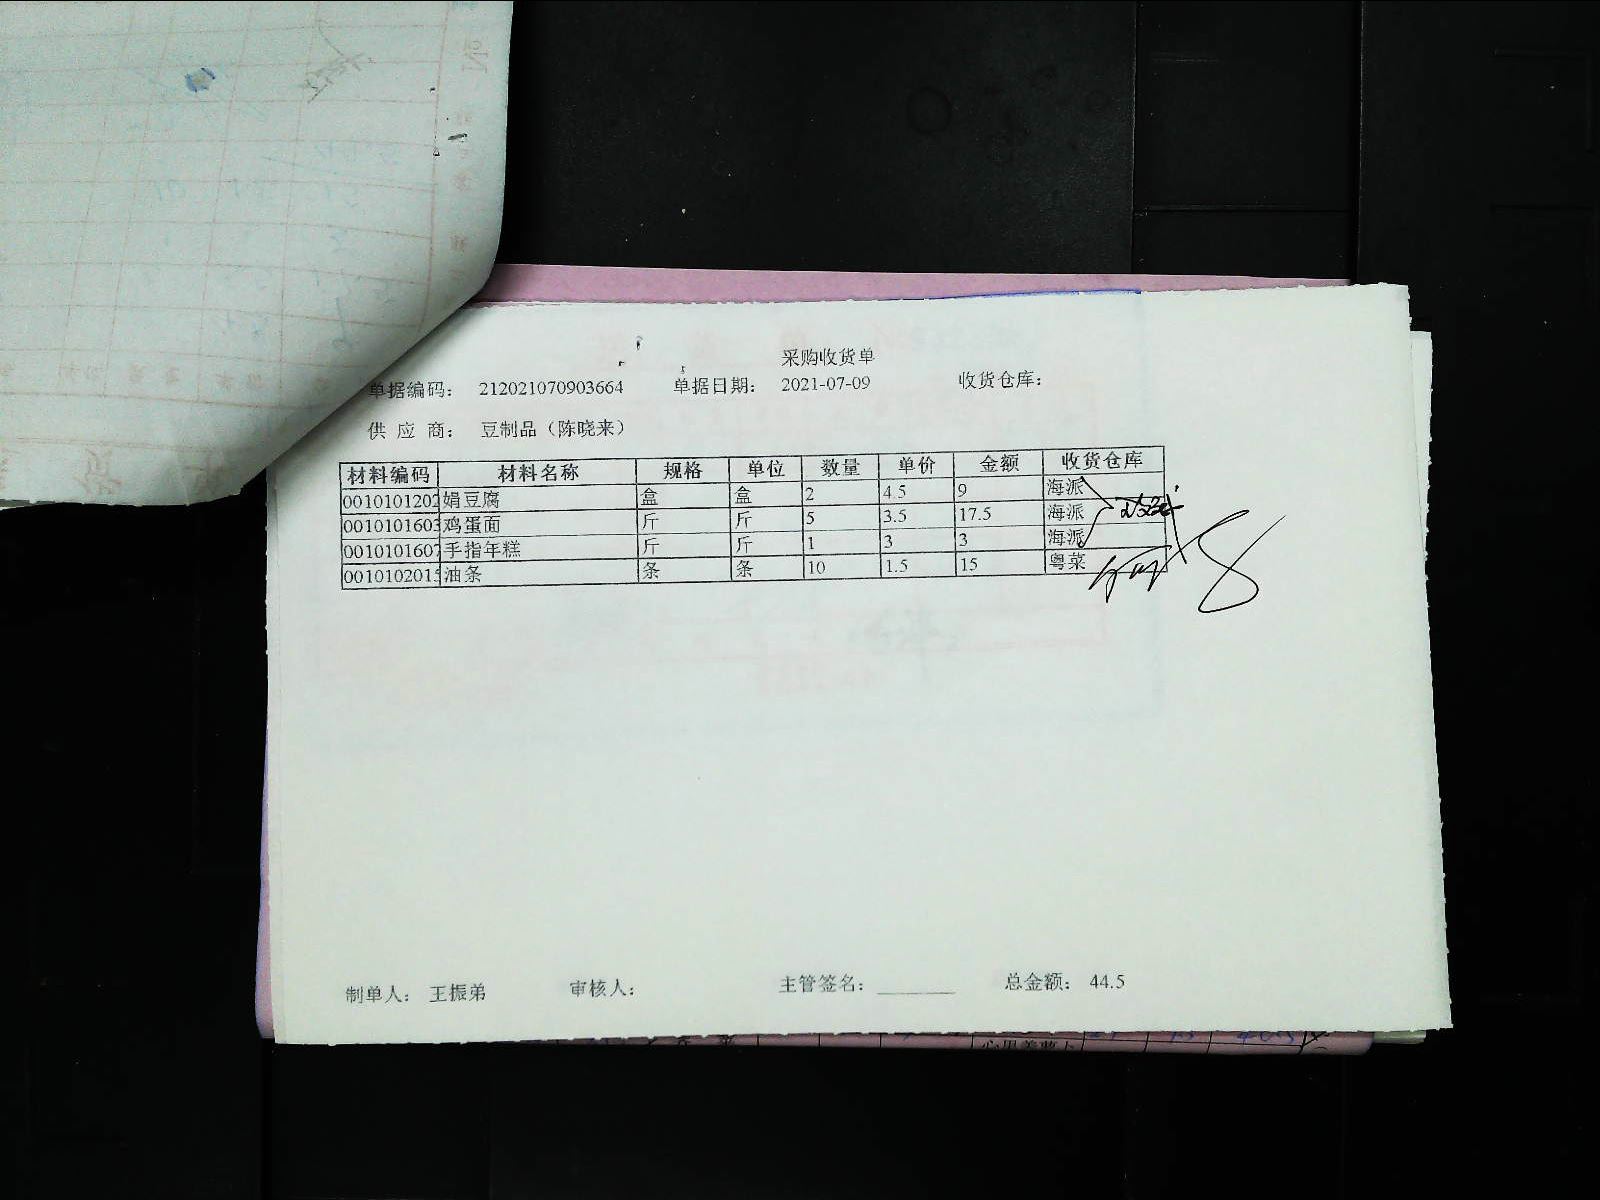 采购收货单
单据编码： 212021070903664 单据日期： 2021-07-09 收货仓库：
供 应 商： 豆制品（陈晓来）
材料编码 材料名称 规格 单位 数量 单价 金额 收货仓库
0010101202 娟豆腐 盒 盒 2 4.5 9 海派
0010101603 鸡蛋面 斤 斤 5 3.5 17.5 海派
0010101607 手指年糕 斤 斤 1 3 3 海派
0010102015 油条 条 条 10 1.5 15 粤菜
制单人： 王振弟 审核人： 主管签名： 总金额： 44.5